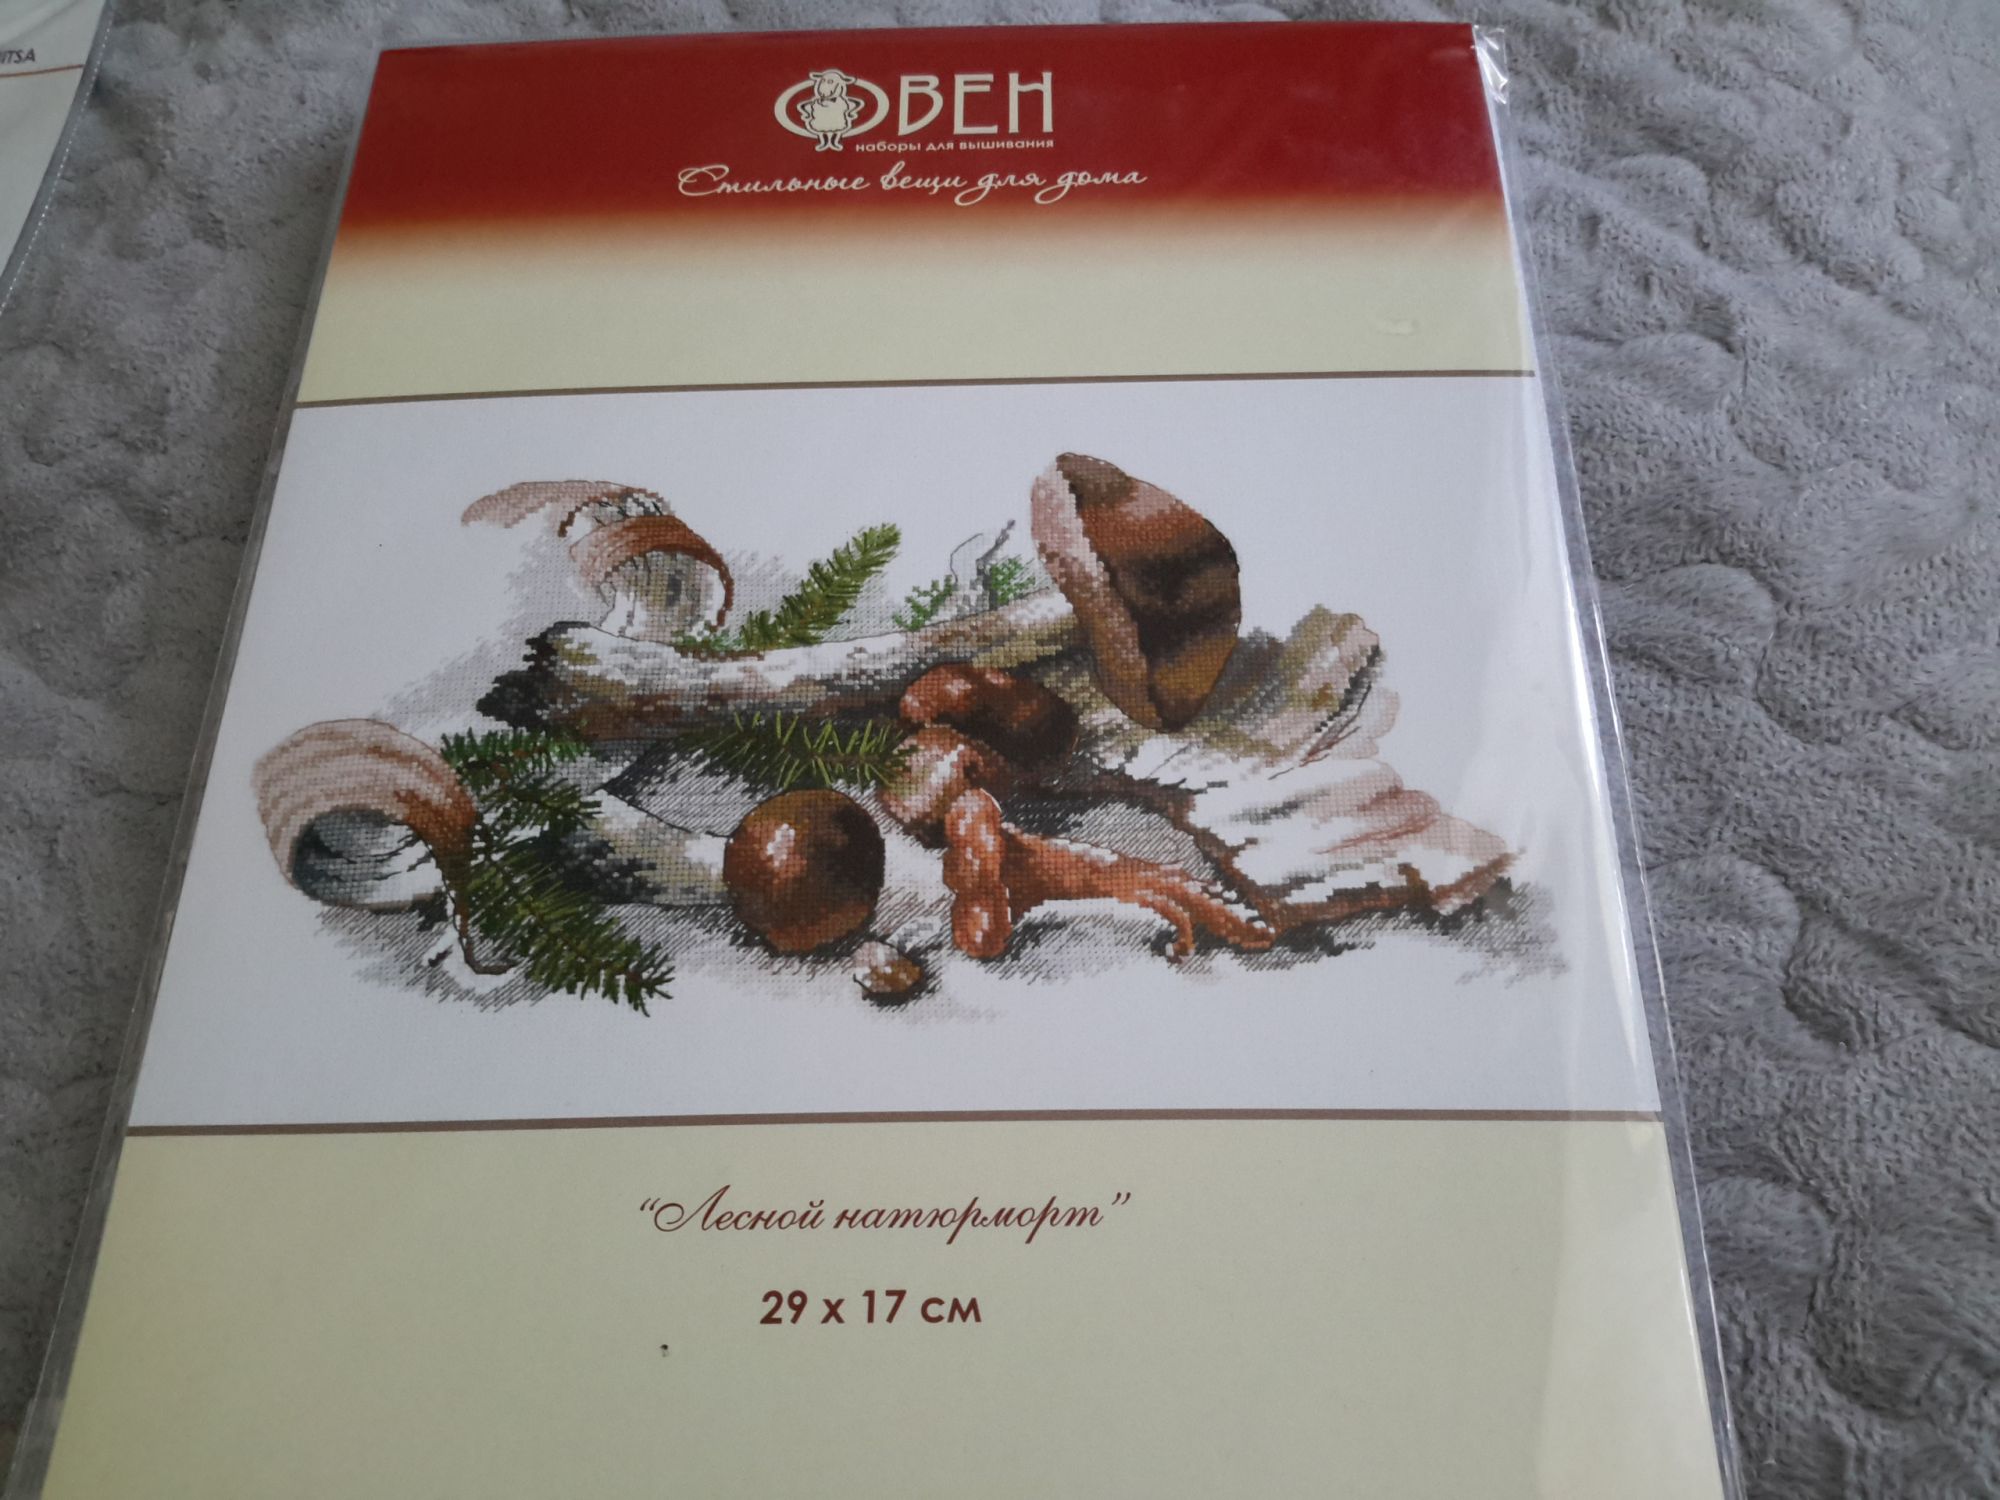 ОВЕН
наборы для вышивания
Стильные вещи для дома
"Лесной натюрморт"
29 х 17 см